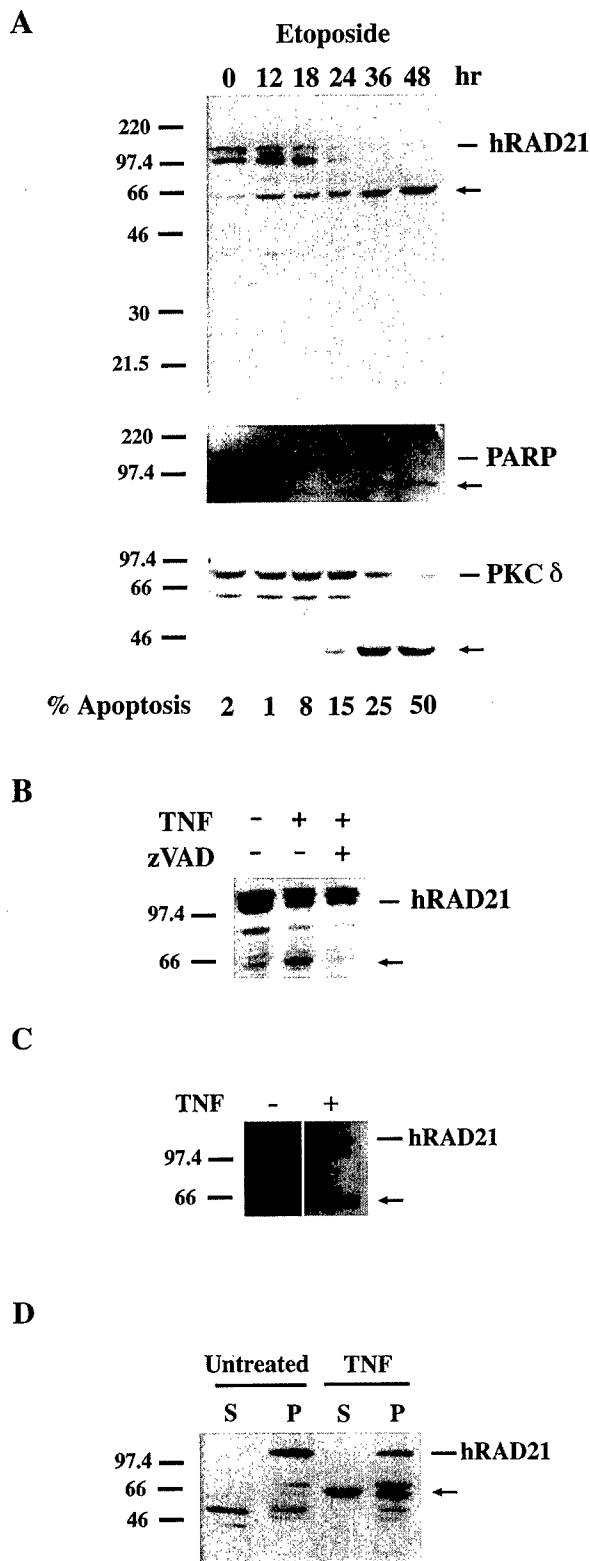 A
Etoposide
0 12 18 24 36 48 hr
220
hRAD21
97.4
66
46
30
21.5
220
PARP
97.4
97.4
PKC δ
66
46
% Apoptosis 2 1 8 15 25 50
B
TNF - + +
zVAD - - +
hRAD21
97.4
66
C
TNF - +
hRAD21
97.4
66
D
Untreated TNF
S P S P
hRAD21
97.4
66
46